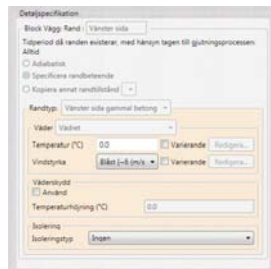 Detaljspecifikation
Block Vägg: Rand: Vänster sida
Tidperiod då randen existerar, med hänsyn tagen till gjutningsprocessen:
Alltid
Adiabatisk
Specificera randbeteende
Kopiera annat randtillstånd
Randtyp: Vänster sida gammal betong
Väder Vädret
Temperatur (°C) 0.0 Varierande Redigera...
Vindstyrka Blåst (~6 (m/s Varierande Redigera...
Väderskydd
Använd
Temperaturhöjning (°C) 0.0
Isolering
Isoleringstyp Ingen